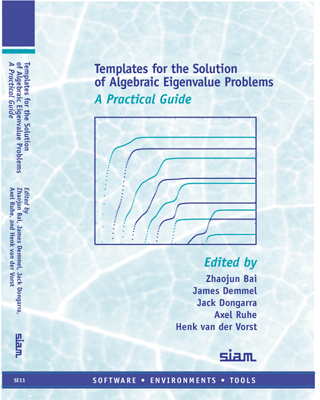 Templates for the Solution
of Algebraic Eigenvalue Problems
A Practical Guide
Edited by
Zhaojun Bai, James Demmel, Jack Dongarra,
Axel Ruhe, and Henk van der Vorst
siam
SE11
Templates for the Solution
of Algebraic Eigenvalue Problems
A Practical Guide
Edited by
Zhaojun Bai
James Demmel
Jack Dongarra
Axel Ruhe
Henk van der Vorst
siam
SOFTWARE • ENVIRONMENTS • TOOLS